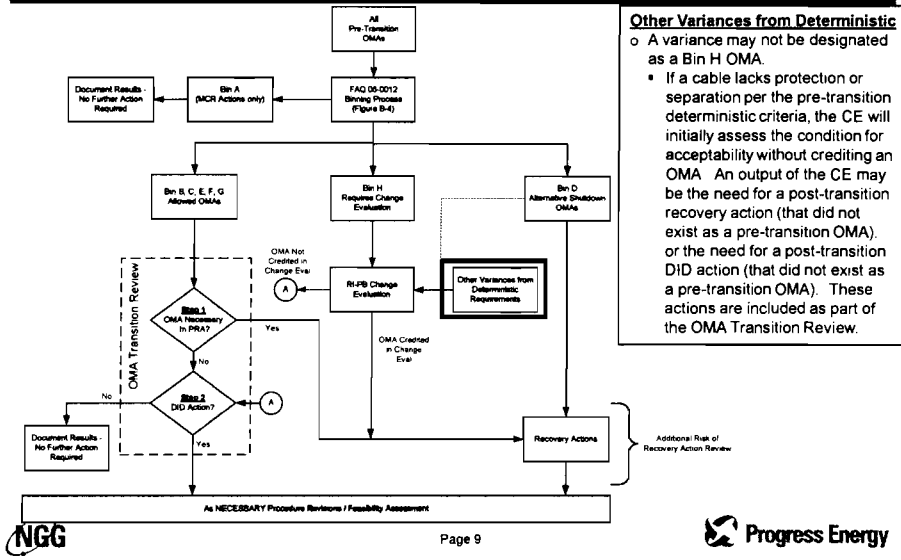 All
Pre-Transition
OMAs
Document Results -
No Further Action
Required
Bin A
(MCR Actions only)
FAQ 06-0012
Binning Process
(Figure B-4)
Bin B, C, E, F, G
Allowed OMAs
Bin H
Requires Change
Evaluation
Bin D
Alternative Shutdown
OMAs
OMA Not
Credited in
Change Eval
A
RI-PB Change
Evaluation
Other Variances from
Deterministic
Requirements
OMA Transition Review
Step 1
OMA Necessary
In PRA?
Yes
No
OMA Credited
in Change
Eval
Step 2
DID Action?
A
No
Yes
Document Results -
No Further Action
Required
Recovery Actions
Additional Risk of
Recovery Action Review
As NECESSARY Procedure Revisions / Feasibility Assessment
Other Variances from Deterministic
o A variance may not be designated
as a Bin H OMA.
▪ If a cable lacks protection or
separation per the pre-transition
deterministic criteria, the CE will
initially assess the condition for
acceptability without crediting an
OMA An output of the CE may
be the need for a post-transition
recovery action (that did not
exist as a pre-transition OMA).
or the need for a post-transition
DID action (that did not exist as
a pre-transition OMA). These
actions are included as part of
the OMA Transition Review.
NGG
Page 9
Progress Energy